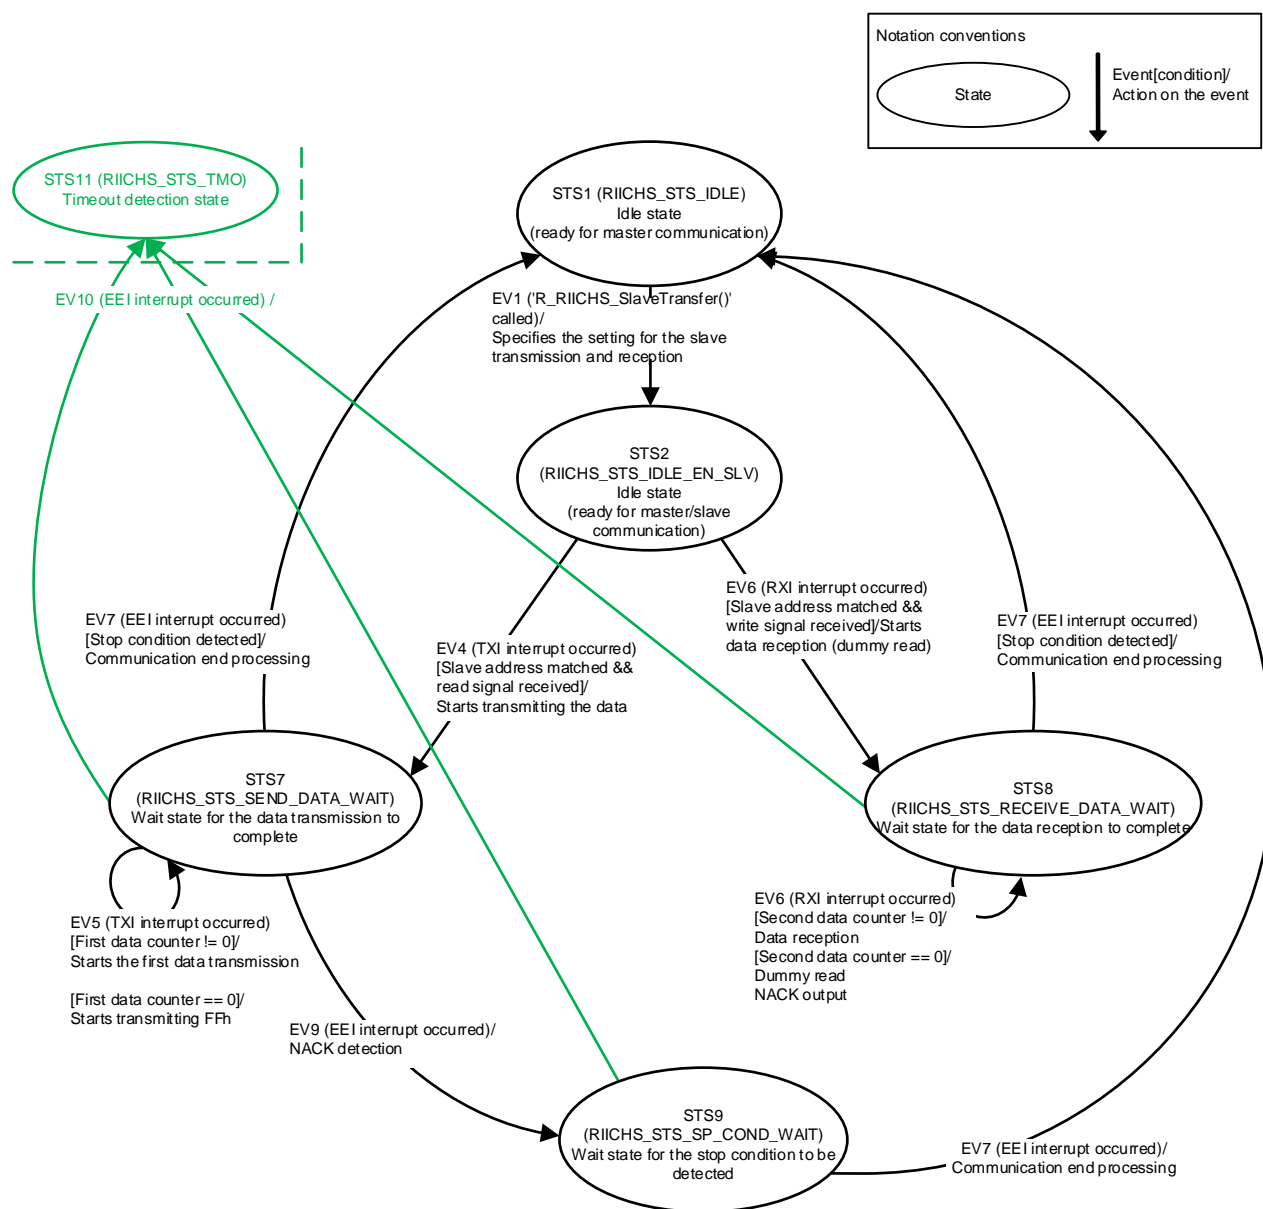 Notation conventions
State
Event[condition]/
Action on the event
STS11 (RIICHS_STS_TMO)
Timeout detection state
STS1 (RIICHS_STS_IDLE)
Idle state
(ready for master communication)
EV10 (EEI interrupt occurred) /
EV1 ('R_RIICHS_SlaveTransfer()'
called)/
Specifies the setting for the slave
transmission and reception
STS2
(RIICHS_STS_IDLE_EN_SLV)
Idle state
(ready for master/slave
communication)
EV7 (EEI interrupt occurred)
[Stop condition detected]/
Communication end processing
EV4 (TXI interrupt occurred)
[Slave address matched &&
read signal received]/
Starts transmitting the data
EV6 (RXI interrupt occurred)
[Slave address matched &&
write signal received]/Starts
data reception (dummy read)
EV7 (EEI interrupt occurred)
[Stop condition detected]/
Communication end processing
STS7
(RIICHS_STS_SEND_DATA_WAIT)
Wait state for the data transmission to
complete
STS8
(RIICHS_STS_RECEIVE_DATA_WAIT)
Wait state for the data reception to complete
EV5 (TXI interrupt occurred)
[First data counter != 0]/
Starts the first data transmission
[First data counter == 0]/
Starts transmitting FFh
EV6 (RXI interrupt occurred)
[Second data counter != 0]/
Data reception
[Second data counter == 0]/
Dummy read
NACK output
EV9 (EEI interrupt occurred)/
NACK detection
STS9
(RIICHS_STS_SP_COND_WAIT)
Wait state for the stop condition to be
detected
EV7 (EEI interrupt occurred)/
Communication end processing